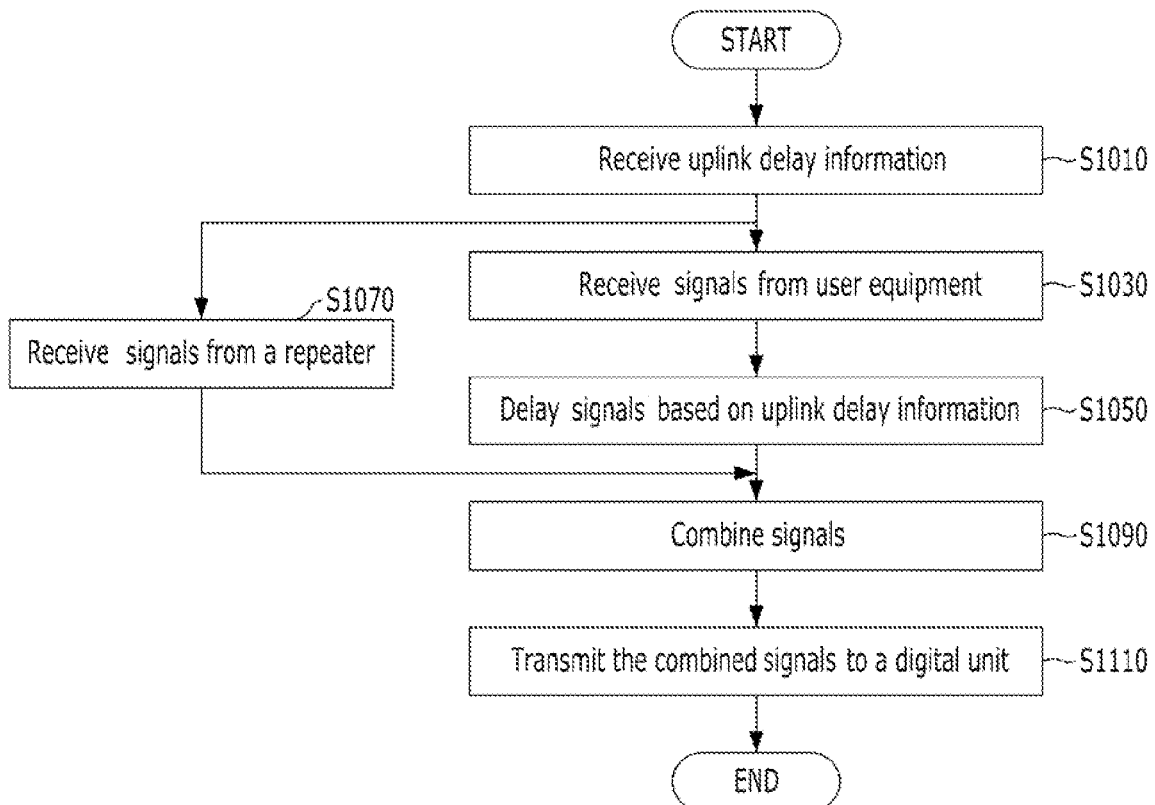 START
Receive uplink delay information
S1010
Receive signals from user equipment
S1030
S1070
Receive signals from a repeater
Delay signals based on uplink delay information
S1050
Combine signals
S1090
Transmit the combined signals to a digital unit
S1110
END